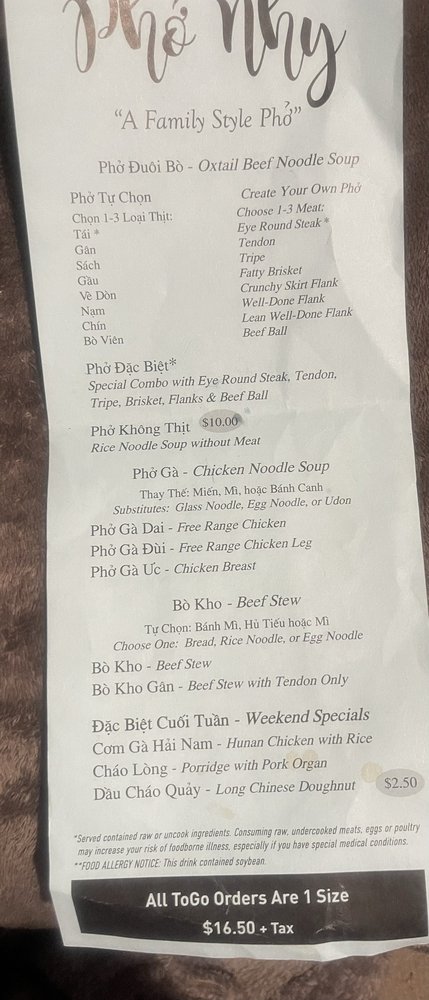 Phở Nhy
“A Family Style Phở”
Phở Đuôi Bò - Oxtail Beef Noodle Soup
Phở Tự Chọn Create Your Own Phở
Chọn 1-3 Loại Thịt: Choose 1-3 Meat:
Tái * Eye Round Steak *
Gân Tendon
Sách Tripe
Gầu Fatty Brisket
Vè Dòn Crunchy Skirt Flank
Nạm Well-Done Flank
Chín Lean Well-Done Flank
Bò Viên Beef Ball
Phở Đặc Biệt*
Special Combo with Eye Round Steak, Tendon,
Tripe, Brisket, Flanks & Beef Ball
Phở Không Thịt $10.00
Rice Noodle Soup without Meat
Phở Gà - Chicken Noodle Soup
Thay Thế: Miến, Mì, hoặc Bánh Canh
Substitutes: Glass Noodle, Egg Noodle, or Udon
Phở Gà Dai - Free Range Chicken
Phở Gà Đùi - Free Range Chicken Leg
Phở Gà Ức - Chicken Breast
Bò Kho - Beef Stew
Tự Chọn: Bánh Mì, Hủ Tiếu hoặc Mì
Choose One: Bread, Rice Noodle, or Egg Noodle
Bò Kho - Beef Stew
Bò Kho Gân - Beef Stew with Tendon Only
Đặc Biệt Cuối Tuần - Weekend Specials
Cơm Gà Hải Nam - Hunan Chicken with Rice
Cháo Lòng - Porridge with Pork Organ
Dầu Cháo Quảy - Long Chinese Doughnut $2.50
*Served contained raw or uncook ingredients. Consuming raw, undercooked meats, eggs or poultry
may increase your risk of foodborne illness, especially if you have special medical conditions.
**FOOD ALLERGY NOTICE: This drink contained soybean.
All ToGo Orders Are 1 Size
$16.50 + Tax